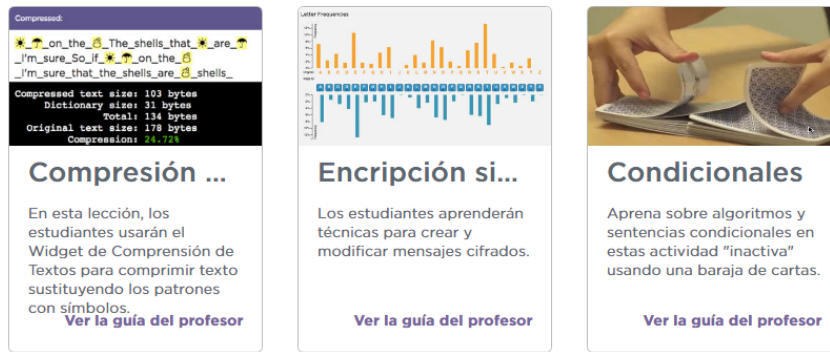 Compressed:
☀_☂_on_the_⛄_The_shells_that_☀_are_☂
_I'm_sure_So_if_☀_☂_on_the_⛄
_I'm_sure_that_the_shells_are_⛄_shells_
Compressed text size: 103 bytes
Dictionary size: 31 bytes
Total: 134 bytes
Original text size: 178 bytes
Compression: 24.72%
Compresión ...
En esta lección, los
estudiantes usarán el
Widget de Comprensión de
Textos para comprimir texto
sustituyendo los patrones
con símbolos.
Ver la guía del profesor
Letter Frequencies
Encripción si...
Los estudiantes aprenderán
técnicas para crear y
modificar mensajes cifrados.
Ver la guía del profesor
Condicionales
Aprena sobre algoritmos y
sentencias condicionales en
estas actividad "inactiva"
usando una baraja de cartas.
Ver la guía del profesor